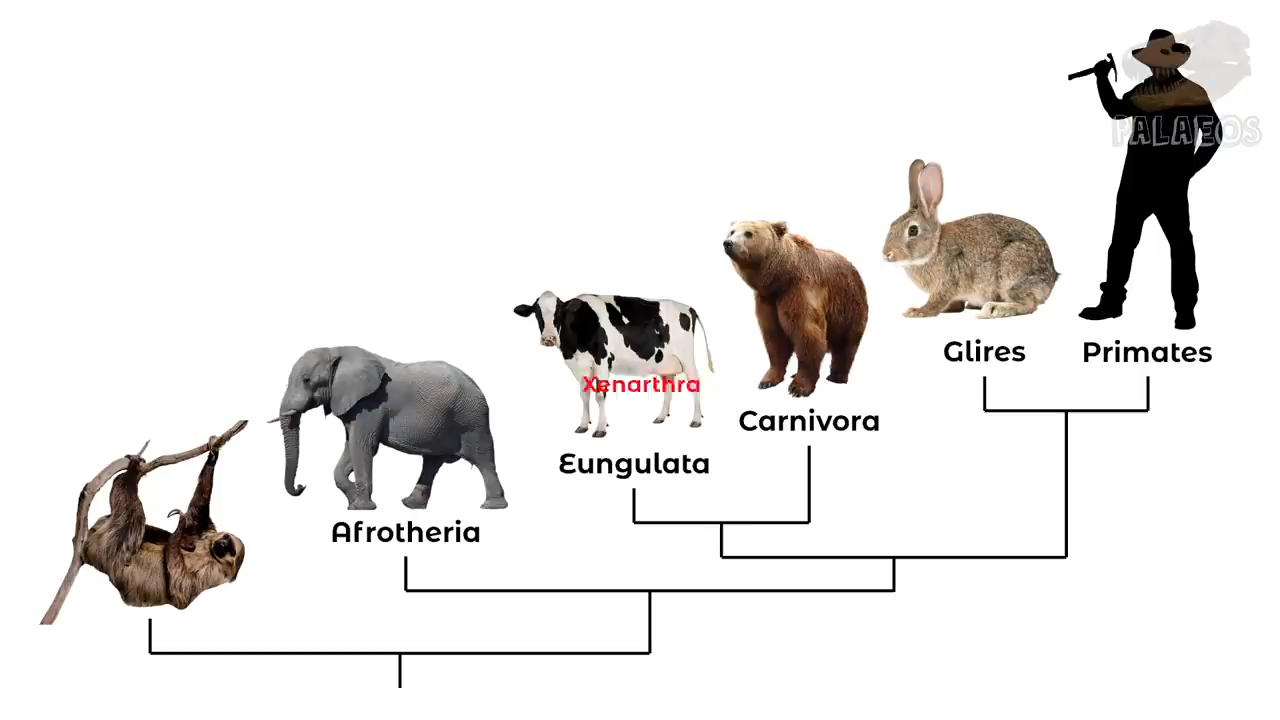 PALAEOS
Glires
Primates
Xenarthra
Carnivora
Eungulata
Afrotheria